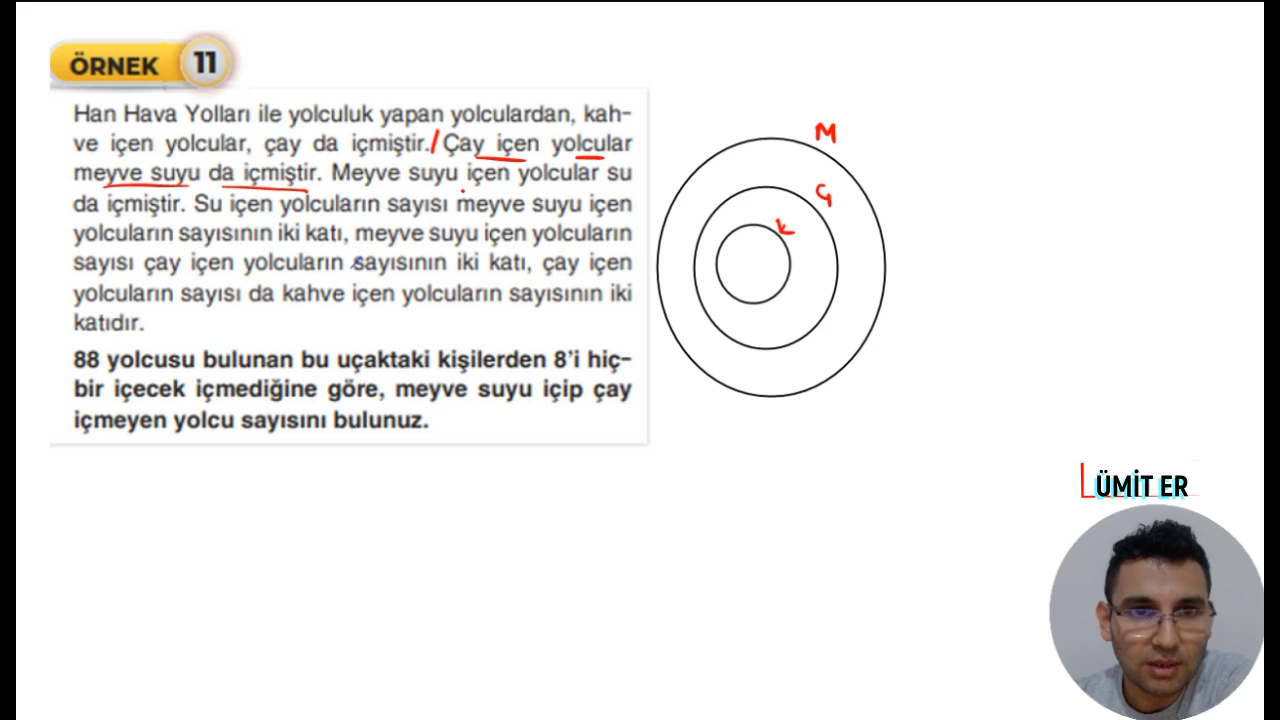 ÖRNEK 11
Han Hava Yolları ile yolculuk yapan yolculardan, kah-
ve içen yolcular, çay da içmiştir. Çay içen yolcular
meyve suyu da içmiştir. Meyve suyu içen yolcular su
da içmiştir. Su içen yolcuların sayısı meyve suyu içen
yolcuların sayısının iki katı, meyve suyu içen yolcuların
sayısı çay içen yolcuların sayısının iki katı, çay içen
yolcuların sayısı da kahve içen yolcuların sayısının iki
katıdır.
88 yolcusu bulunan bu uçaktaki kişilerden 8'i hiç-
bir içecek içmediğine göre, meyve suyu içip çay
içmeyen yolcu sayısını bulunuz.
M
Ç
K
ÜMİT ER